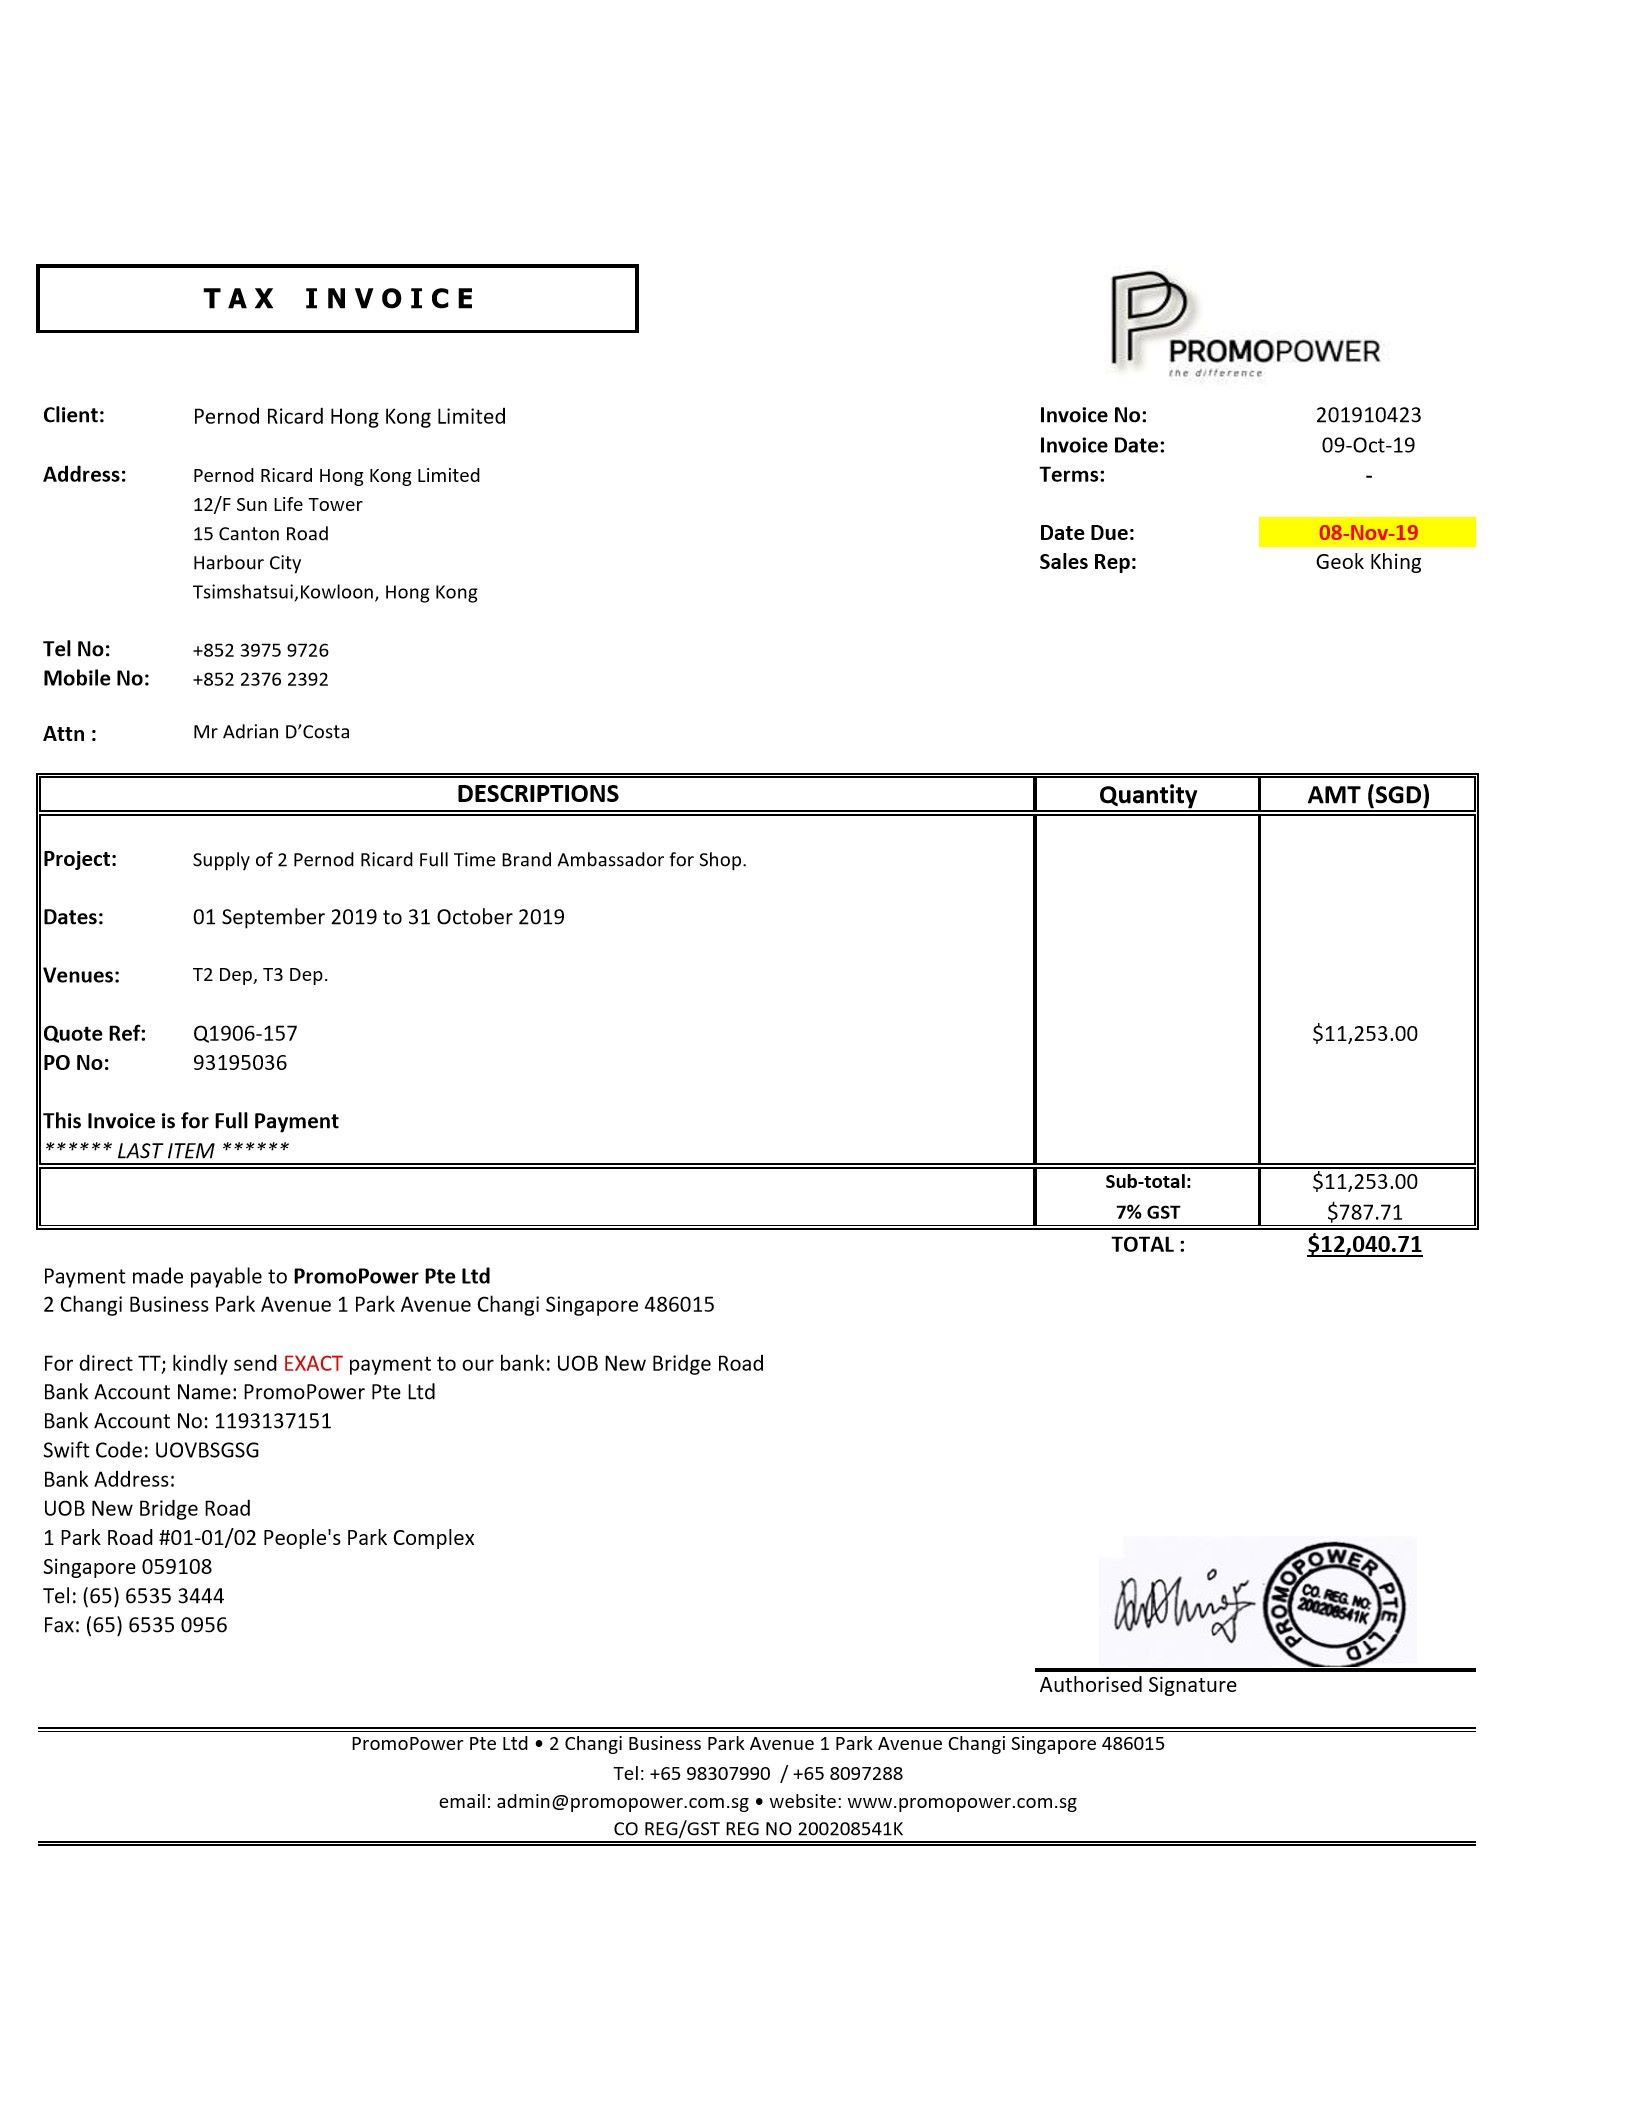 TAX INVOICE
PROMOPOWER
the difference
Client: Pernod Ricard Hong Kong Limited
Invoice No: 201910423
Invoice Date: 09-Oct-19
Address: Pernod Ricard Hong Kong Limited
Terms: -
12/F Sun Life Tower
15 Canton Road
Date Due: 08-Nov-19
Harbour City
Sales Rep: Geok Khing
Tsimshatsui,Kowloon, Hong Kong
Tel No: +852 3975 9726
Mobile No: +852 2376 2392
Attn : Mr Adrian D’Costa
DESCRIPTIONS Quantity AMT (SGD)
Project: Supply of 2 Pernod Ricard Full Time Brand Ambassador for Shop.
Dates: 01 September 2019 to 31 October 2019
Venues: T2 Dep, T3 Dep.
Quote Ref: Q1906-157 $11,253.00
PO No: 93195036
This Invoice is for Full Payment
****** LAST ITEM ******
Sub-total: $11,253.00
7% GST $787.71
TOTAL : $12,040.71
Payment made payable to PromoPower Pte Ltd
2 Changi Business Park Avenue 1 Park Avenue Changi Singapore 486015
For direct TT; kindly send EXACT payment to our bank: UOB New Bridge Road
Bank Account Name: PromoPower Pte Ltd
Bank Account No: 1193137151
Swift Code: UOVBSGSG
Bank Address:
UOB New Bridge Road
1 Park Road #01-01/02 People's Park Complex
Singapore 059108
Tel: (65) 6535 3444
Fax: (65) 6535 0956
PROMOPOWER PTE LTD
CO. REG. NO:
200208541K
Authorised Signature
PromoPower Pte Ltd • 2 Changi Business Park Avenue 1 Park Avenue Changi Singapore 486015
Tel: +65 98307990 / +65 8097288
email: admin@promopower.com.sg • website: www.promopower.com.sg
CO REG/GST REG NO 200208541K